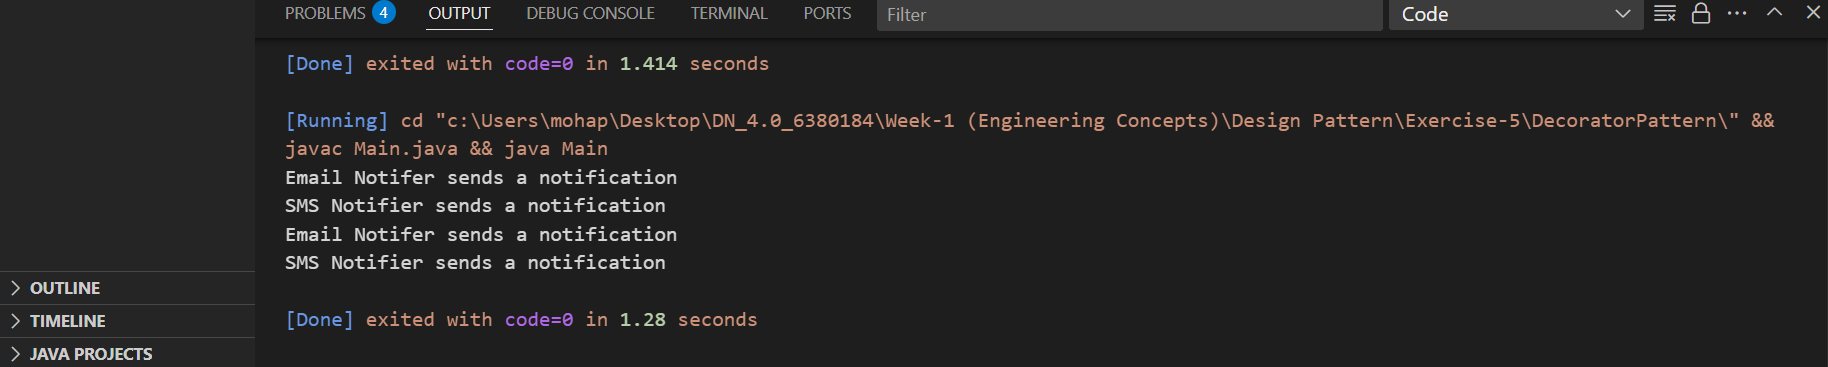 PROBLEMS 4 OUTPUT DEBUG CONSOLE TERMINAL PORTS Filter Code
[Done] exited with code=0 in 1.414 seconds
[Running] cd "c:\Users\mohap\Desktop\DN_4.0_6380184\Week-1 (Engineering Concepts)\Design Pattern\Exercise-5\DecoratorPattern\" &&
javac Main.java && java Main
Email Notifer sends a notification
SMS Notifier sends a notification
Email Notifer sends a notification
SMS Notifier sends a notification
[Done] exited with code=0 in 1.28 seconds
OUTLINE
TIMELINE
JAVA PROJECTS